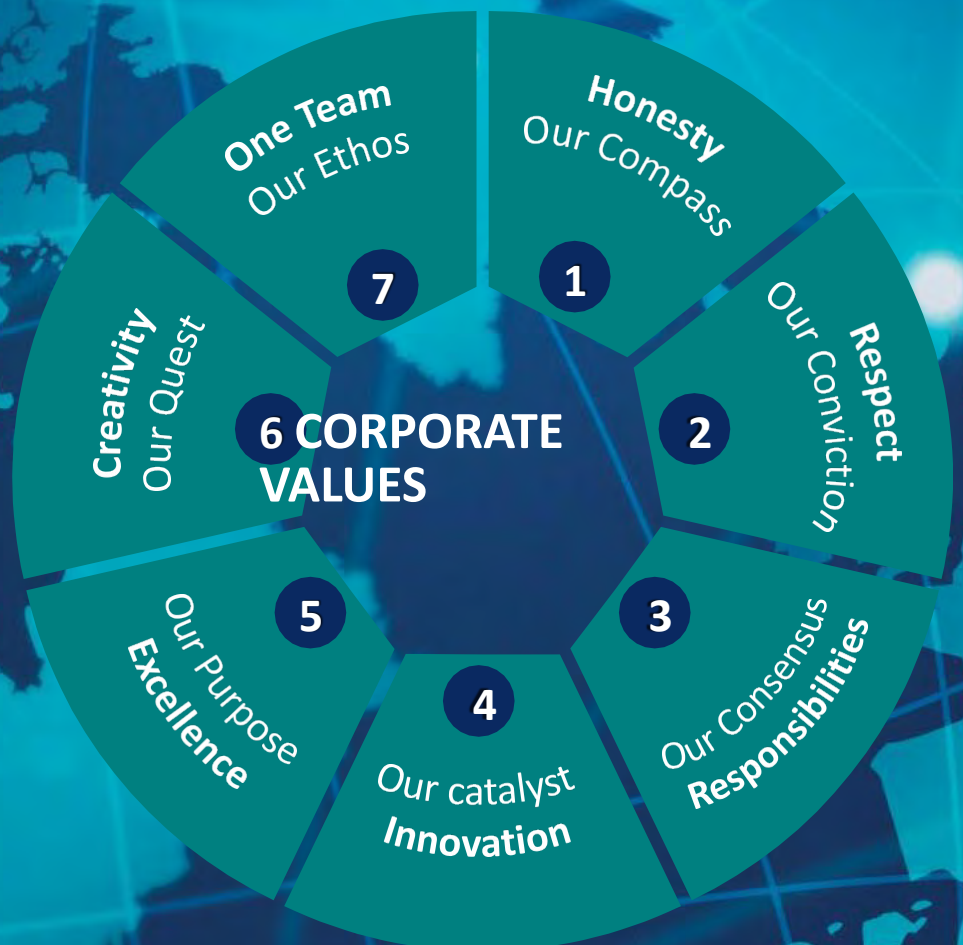 Honesty
Our Compass
1
Respect
Our Conviction
2
3
Our Consensus
Responsibilities
4
Our catalyst
Innovation
5
Our Purpose
Excellence
Creativity
Our Quest
6
One Team
Our Ethos
7
CORPORATE
VALUES